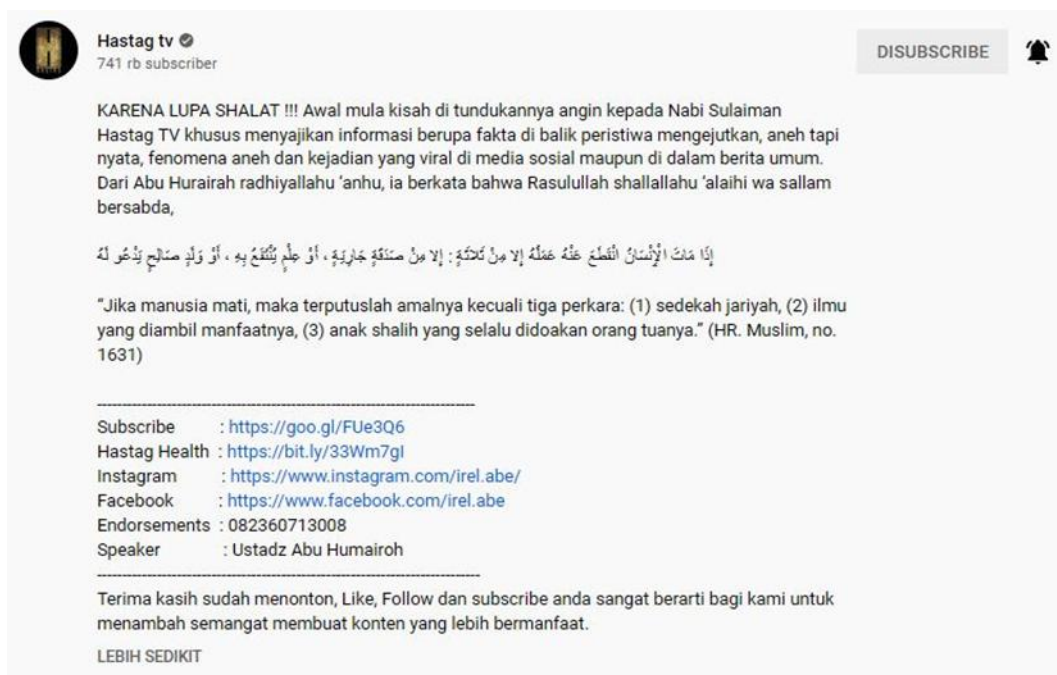 Hastag tv
741 rb subscriber
DISUBSCRIBE
KARENA LUPA SHALAT !!! Awal mula kisah di tundukannya angin kepada Nabi Sulaiman
Hastag TV khusus menyajikan informasi berupa fakta di balik peristiwa mengejutkan, aneh tapi
nyata, fenomena aneh dan kejadian yang viral di media sosial maupun di dalam berita umum.
Dari Abu Hurairah radhiyallahu ‘anhu, ia berkata bahwa Rasulullah shallallahu ‘alaihi wa sallam
bersabda,
إِذَا مَاتَ الْإِنْسَانُ انْقَطَعَ عَنْهُ عَمَلُهُ إِلا مِنْ ثَلاثَةٍ : إِلا مِنْ صَدَقَةٍ جَارِيَةٍ ، أَوْ عِلْمٍ يُنْتَفَعُ بِهِ ، أَوْ وَلَدٍ صَالِحٍ يَدْعُو لَهُ
“Jika manusia mati, maka terputuslah amalnya kecuali tiga perkara: (1) sedekah jariyah, (2) ilmu
yang diambil manfaatnya, (3) anak shalih yang selalu didoakan orang tuanya.” (HR. Muslim, no.
1631)
Subscribe : https://goo.gl/FUe3Q6
Hastag Health : https://bit.ly/33Wm7gI
Instagram : https://www.instagram.com/irel.abe/
Facebook : https://www.facebook.com/irel.abe
Endorsements : 082360713008
Speaker : Ustadz Abu Humairoh
Terima kasih sudah menonton, Like, Follow dan subscribe anda sangat berarti bagi kami untuk
menambah semangat membuat konten yang lebih bermanfaat.
LEBIH SEDIKIT